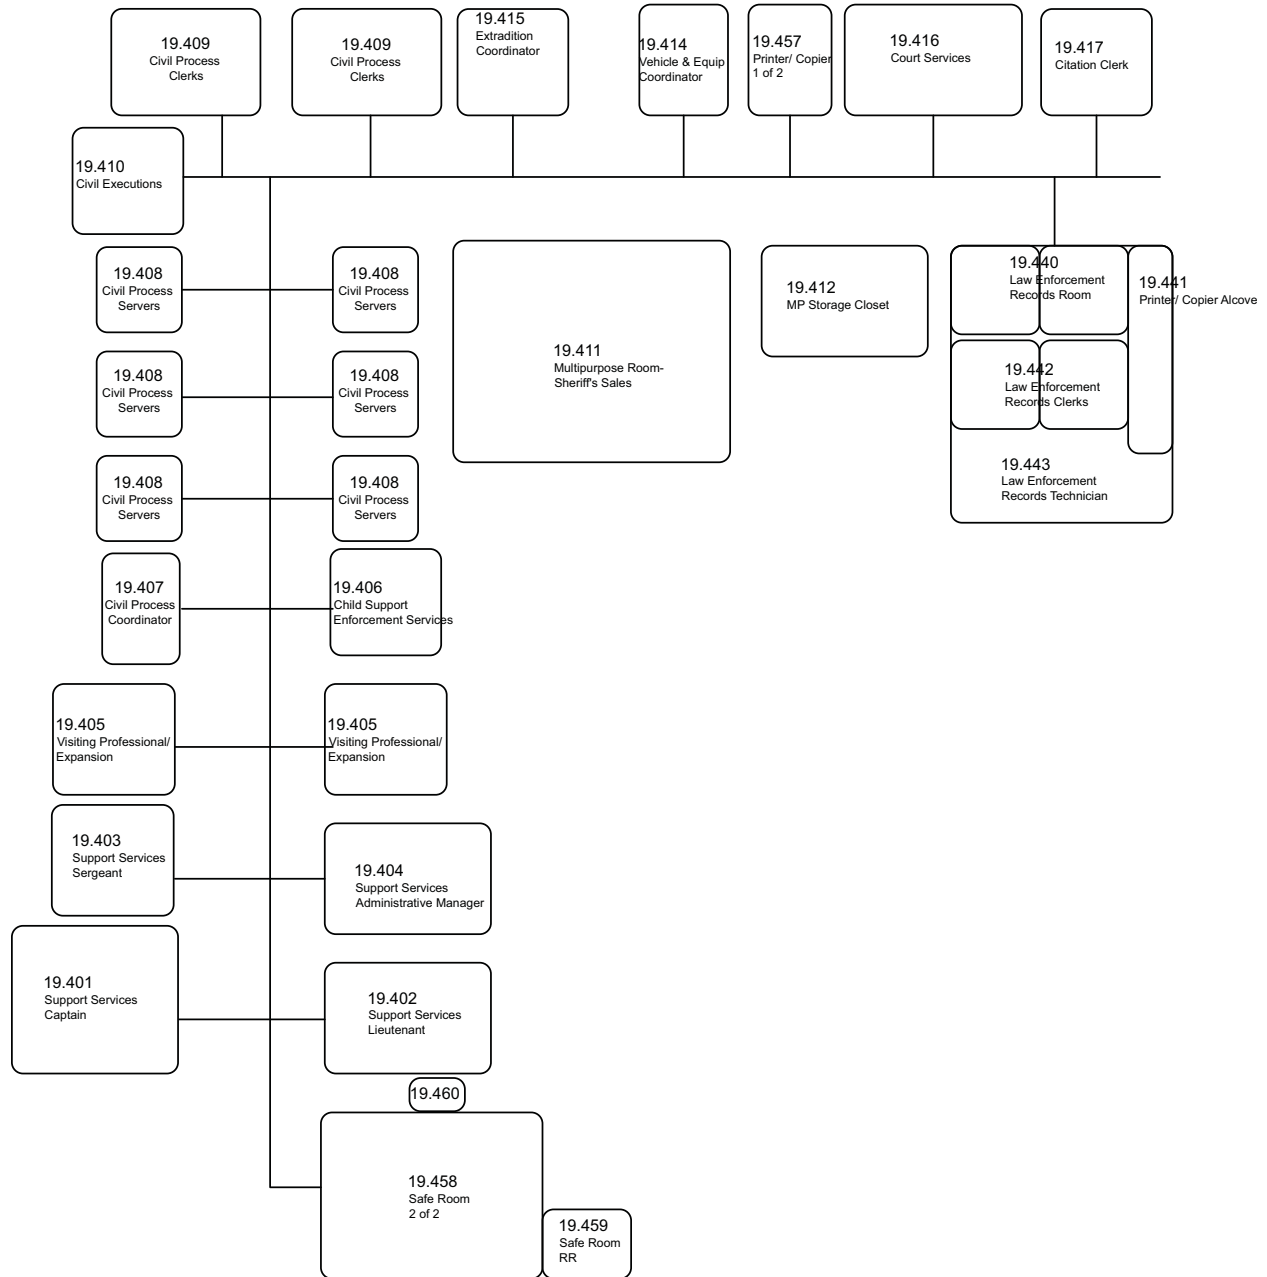 19.409
Civil Process
Clerks
19.409
Civil Process
Clerks
19.415
Extradition
Coordinator
19.414
Vehicle & Equip
Coordinator
19.457
Printer/ Copier
1 of 2
19.416
Court Services
19.417
Citation Clerk
19.410
Civil Executions
19.408
Civil Process
Servers
19.408
Civil Process
Servers
19.411
Multipurpose Room-
Sheriff's Sales
19.412
MP Storage Closet
19.440
Law Enforcement
Records Room
19.441
Printer/ Copier Alcove
19.408
Civil Process
Servers
19.408
Civil Process
Servers
19.442
Law Enforcement
Records Clerks
19.408
Civil Process
Servers
19.408
Civil Process
Servers
19.443
Law Enforcement
Records Technician
19.407
Civil Process
Coordinator
19.406
Child Support
Enforcement Services
19.405
Visiting Professional/
Expansion
19.405
Visiting Professional/
Expansion
19.403
Support Services
Sergeant
19.404
Support Services
Administrative Manager
19.401
Support Services
Captain
19.402
Support Services
Lieutenant
19.460
19.458
Safe Room
2 of 2
19.459
Safe Room
RR